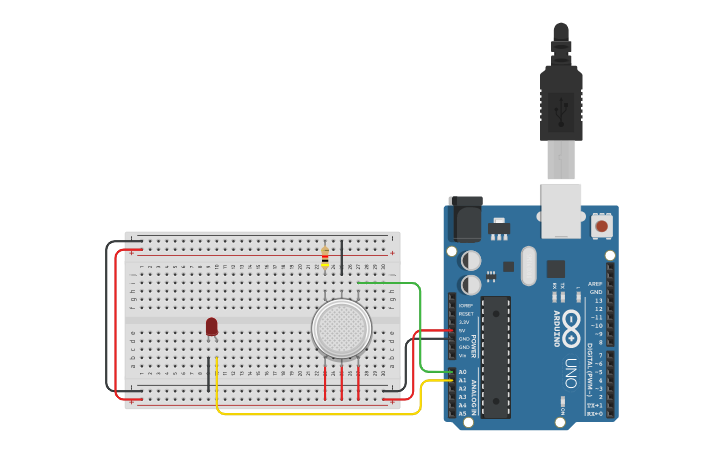 IOREF
RESET
3.3V
5V
GND
GND
Vin
POWER
A0
A1
A2
A3
A4
A5
ANALOG IN
RX
TX
L
ARDUINO
UNO
ON
AREF
GND
13
12
~11
~10
~9
8
7
~6
~5
4
~3
2
TX→1
RX←0
DIGITAL (PWM~)
a b c d e
f g h i j